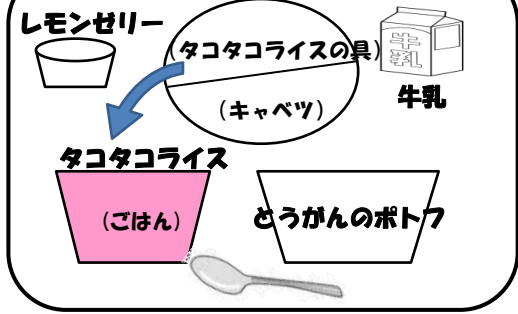 レモンゼリー
(タコタコライスの具)
牛乳
(キャベツ)
牛乳
タコタコライス
(ごはん)
とうがんのポトフ